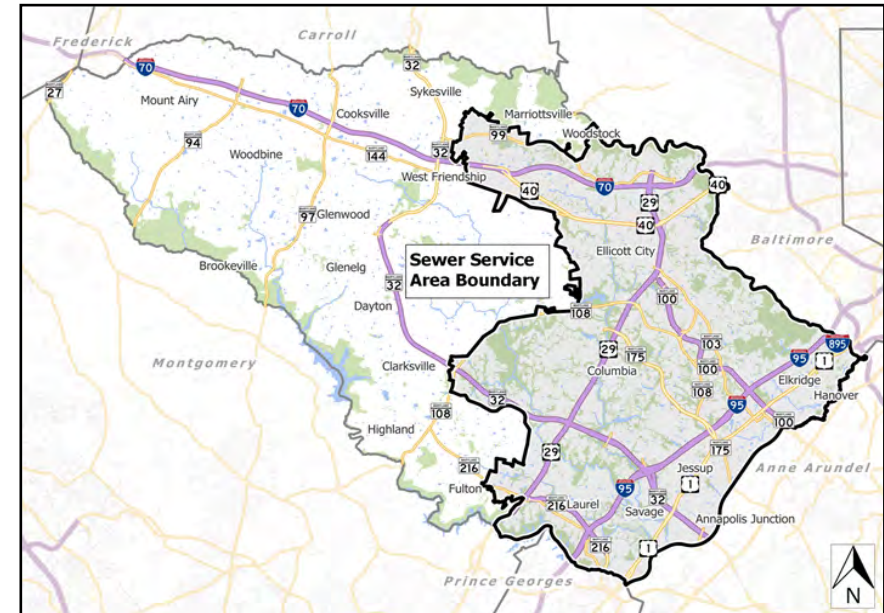 Frederick
Carroll
32
70
Sykesville
27
Mount Airy
70
Cooksville
Marriottsville
94
99
Woodstock
Woodbine
144
32
West Friendship
70
40
40
29
97
Glenwood
40
Ellicott City
Baltimore
Brookeville
Glenelg
Sewer Service
Area Boundary
32
Dayton
100
108
103
895
29
175
95
1
Montgomery
Clarksville
Columbia
100
Elkridge
32
108
95
Hanover
108
100
Highland
29
175
216
Jessup
Anne Arundel
Fulton
95
1
216
Laurel
32
Savage
Annapolis Junction
216
1
Prince Georges
N